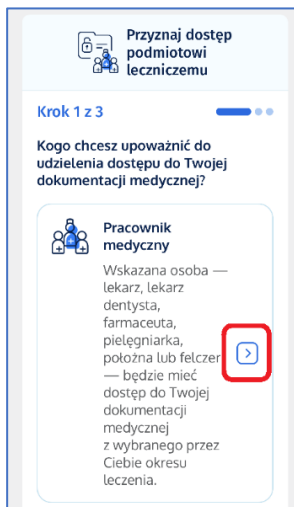 Przyznaj dostęp
podmiotowi
leczniczemu
Krok 1 z 3
Kogo chcesz upoważnić do
udzielenia dostępu do Twojej
dokumentacji medycznej?
Pracownik
medyczny
Wskazana osoba —
lekarz, lekarz
dentysta,
farmaceuta,
pielęgniarka,
położna lub felczer
— będzie mieć
dostęp do Twojej
dokumentacji
medycznej
z wybranego przez
Ciebie okresu
leczenia.